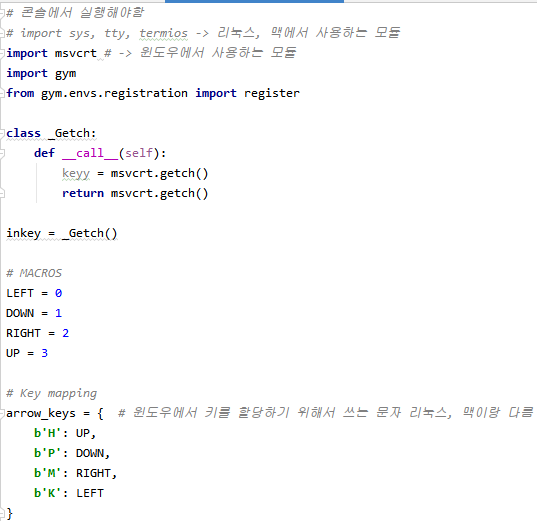 # 콘솔에서 실행해야함
# import sys, tty, termios -> 리눅스, 맥에서 사용하는 모듈
import msvcrt # -> 윈도우에서 사용하는 모듈
import gym
from gym.envs.registration import register
class _Getch:
    def __call__(self):
        keyy = msvcrt.getch()
        return msvcrt.getch()
inkey = _Getch()
# MACROS
LEFT = 0
DOWN = 1
RIGHT = 2
UP = 3
# Key mapping
arrow_keys = {  # 윈도우에서 키를 할당하기 위해서 쓰는 문자 리눅스, 맥이랑 다름
    b'H': UP,
    b'P': DOWN,
    b'M': RIGHT,
    b'K': LEFT
}